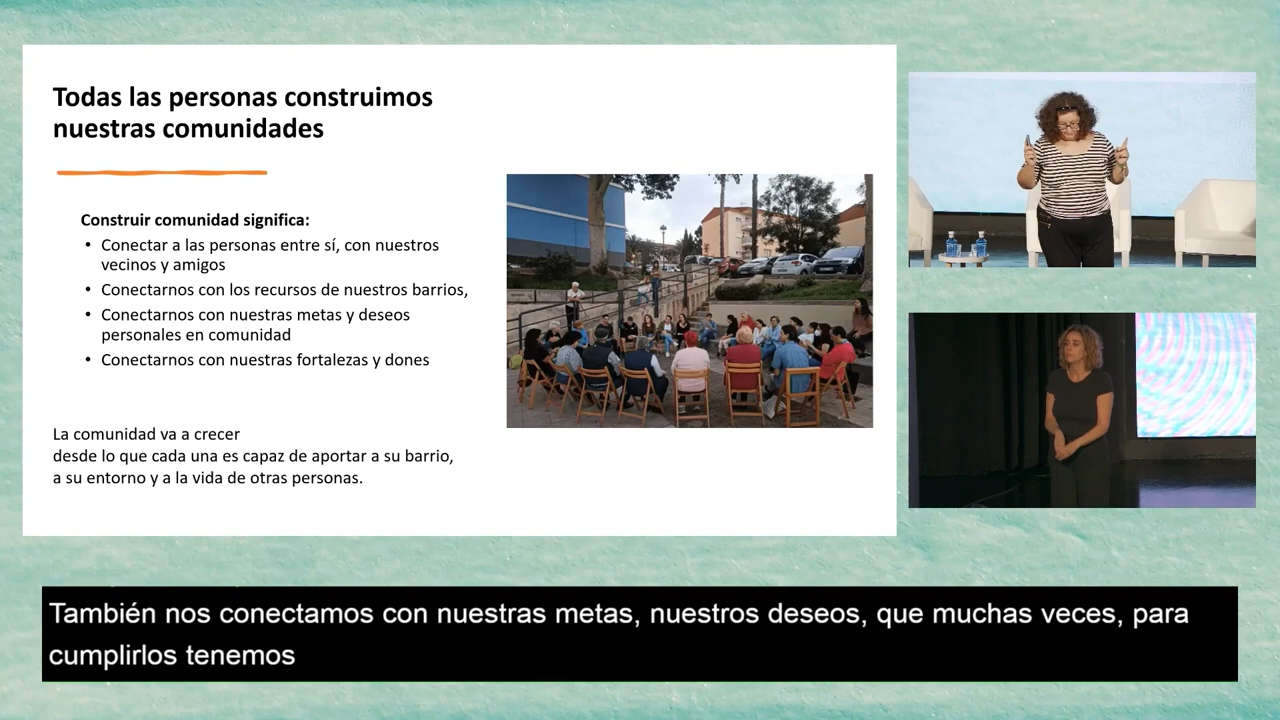 Todas las personas construimos
nuestras comunidades
Construir comunidad significa:
• Conectar a las personas entre sí, con nuestros
vecinos y amigos
• Conectarnos con los recursos de nuestros barrios,
• Conectarnos con nuestras metas y deseos
personales en comunidad
• Conectarnos con nuestras fortalezas y dones
La comunidad va a crecer
desde lo que cada una es capaz de aportar a su barrio,
a su entorno y a la vida de otras personas.
También nos conectamos con nuestras metas, nuestros deseos, que muchas veces, para
cumplirlos tenemos